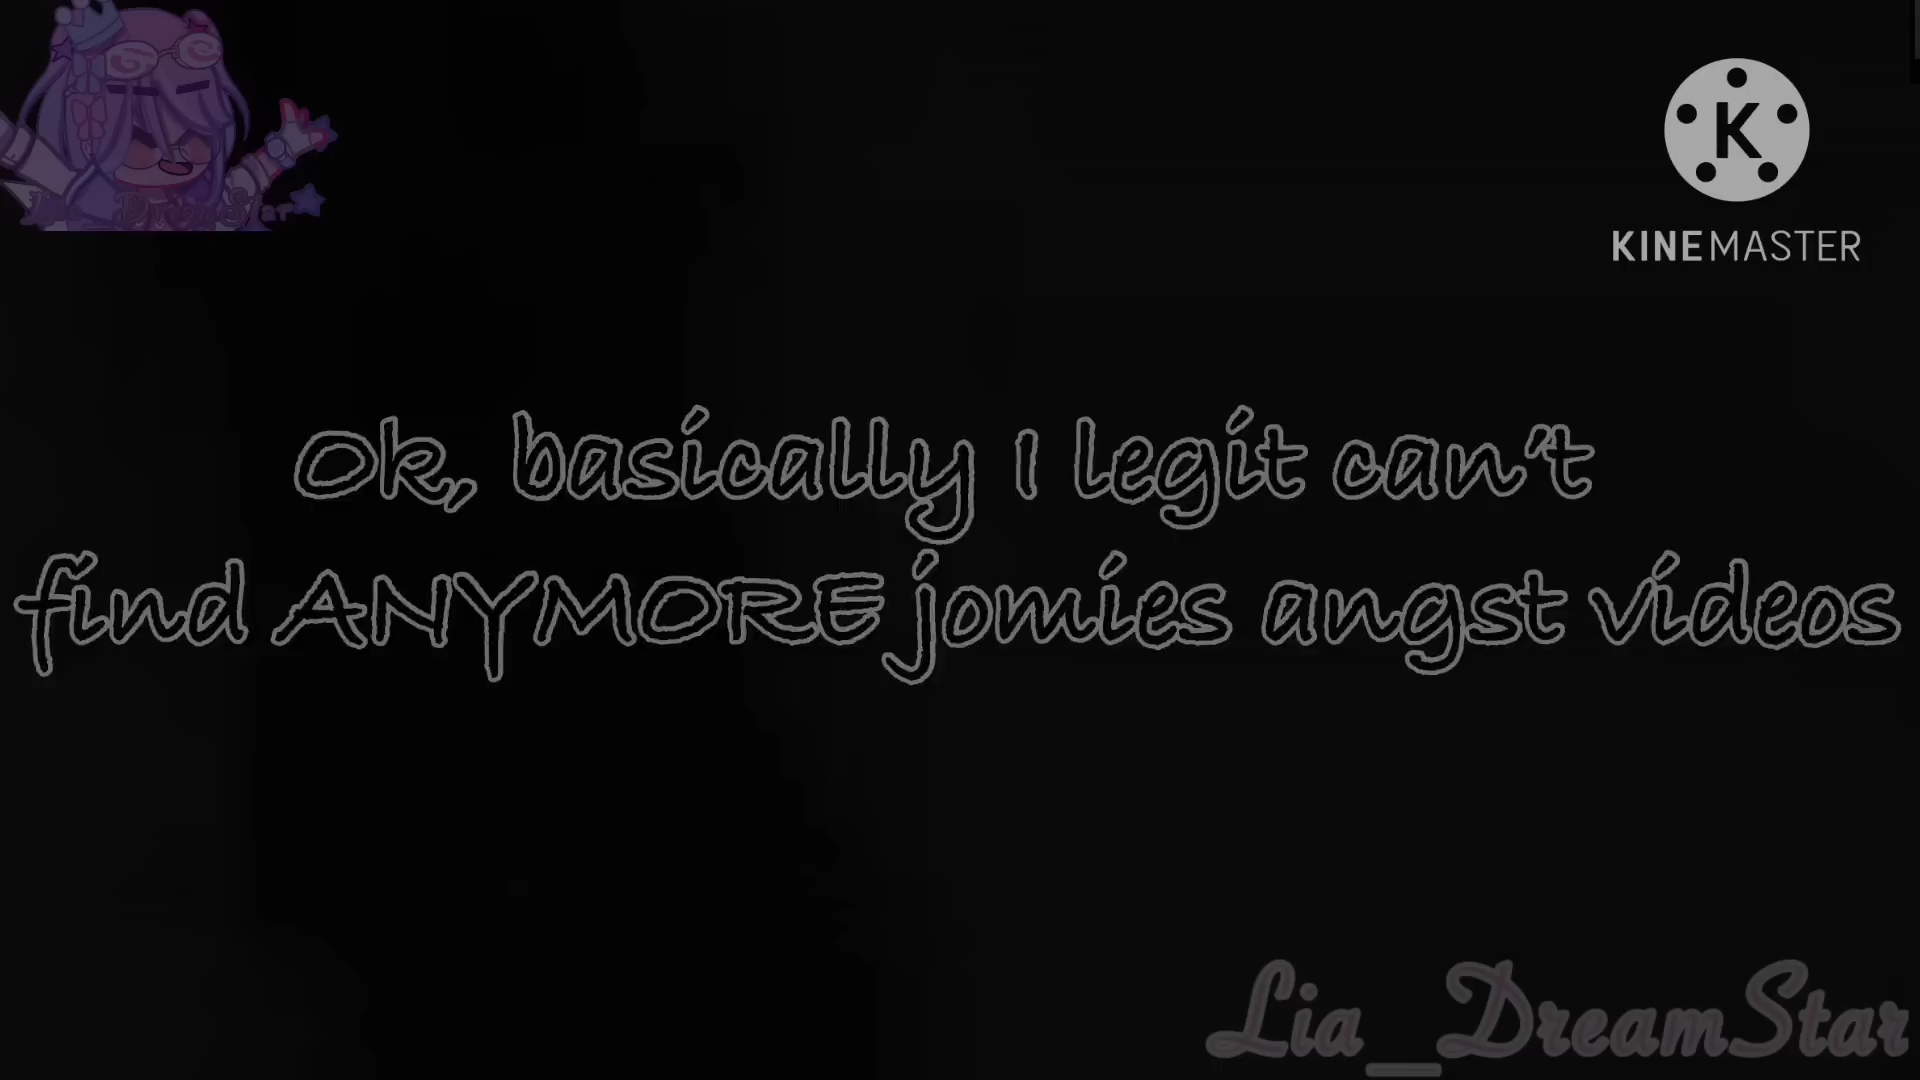 KINEMASTER
Ok, basically I legit can't
find ANYMORE jomies angst videos
Lia_DreamStar